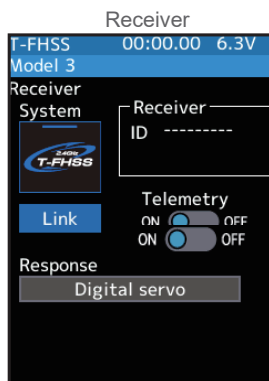 Receiver
T-FHSS 00:00.00 6.3V
Model 3
Receiver
System
Receiver
ID ---------
2.4GHz
T-FHSS
Telemetry
ON OFF
ON OFF
Link
Response
Digital servo